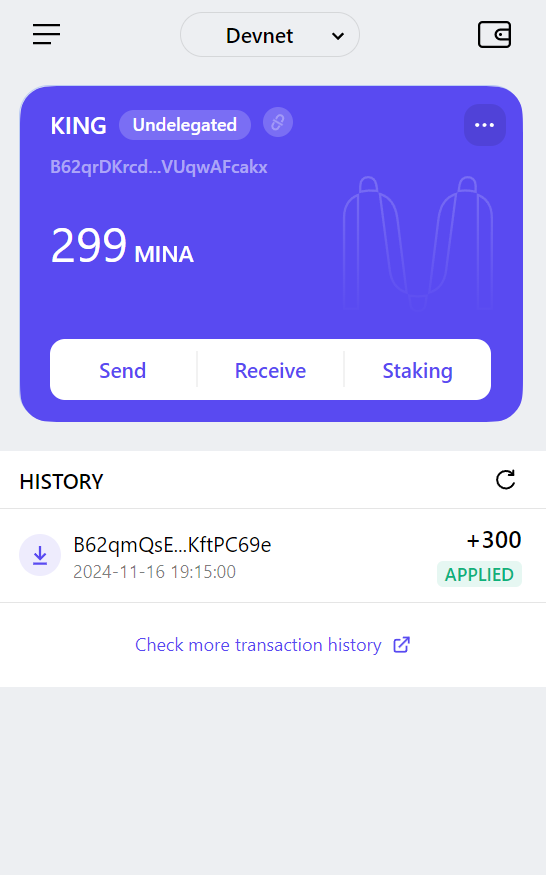 Devnet
KING Undelegated
B62qrDKrcd...VUqwAFcakx
299 MINA
Send Receive Staking
HISTORY
B62qmQsE...KftPC69e +300
2024-11-16 19:15:00 APPLIED
Check more transaction history